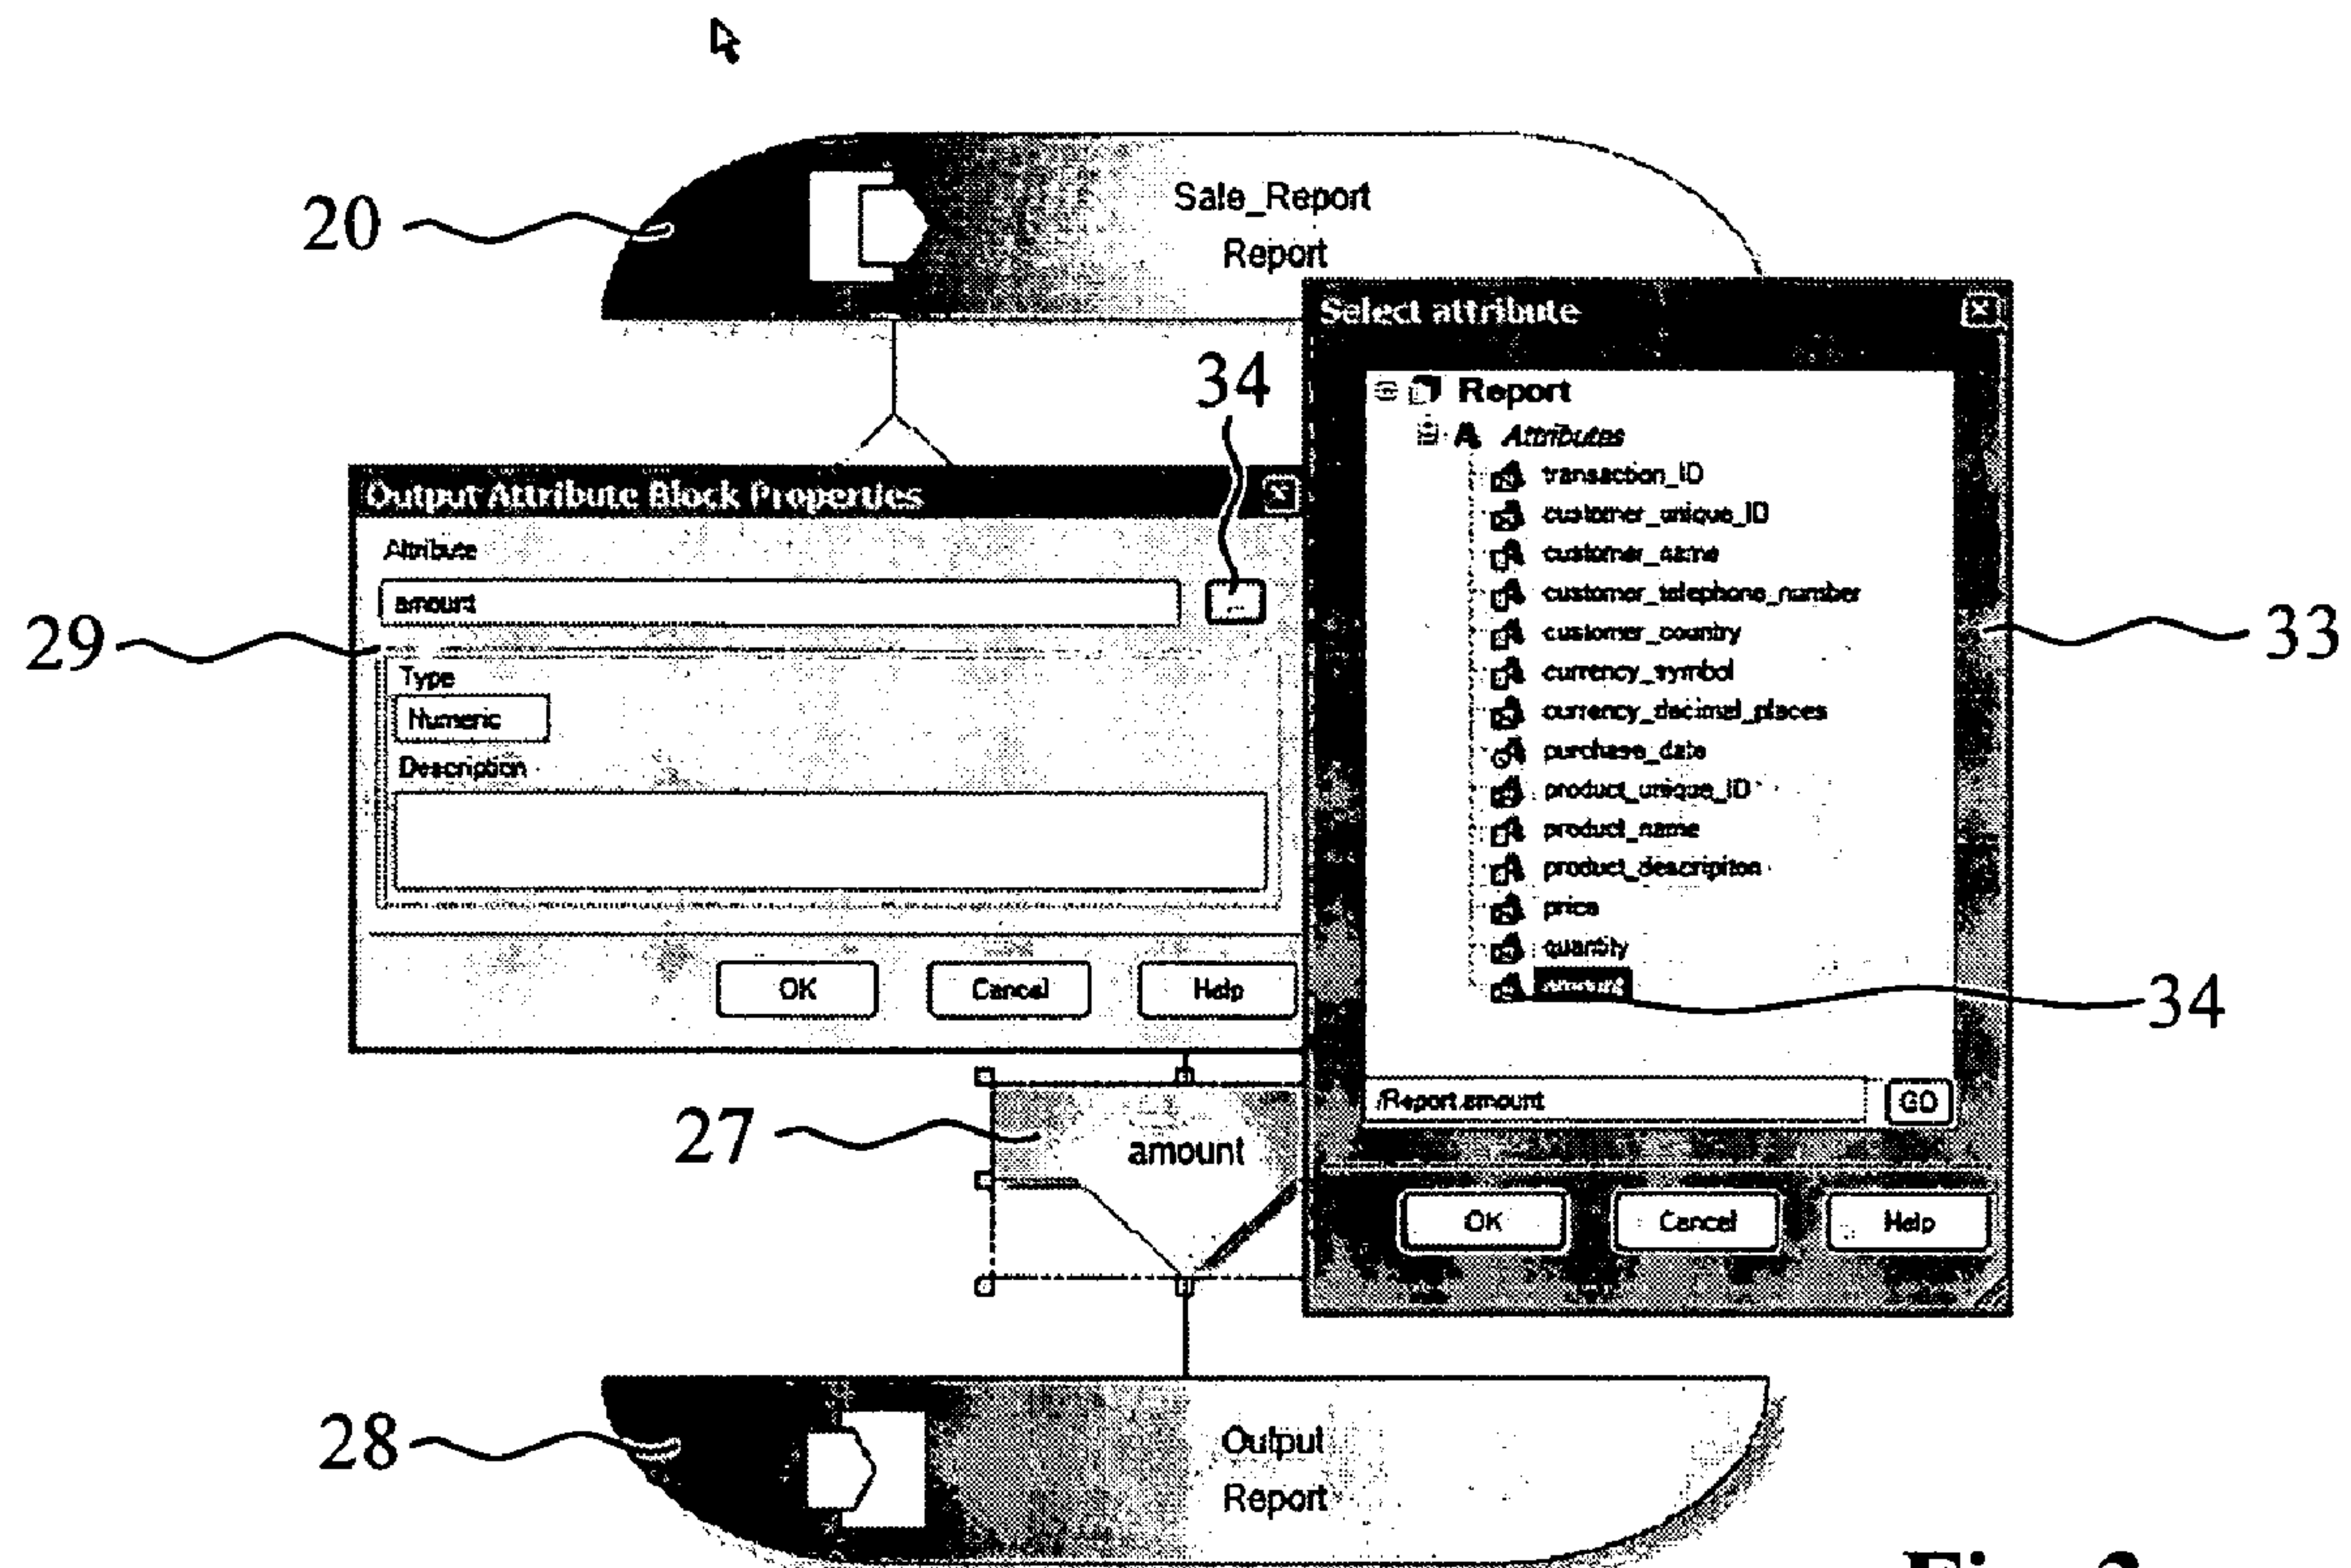 20
Sale_Report
Report
34
Select attribute
Report
Attributes
transaction_ID
customer_unique_ID
customer_name
customer_telephone_number
customer_country
currency_symbol
currency_decimal_places
purchase_date
product_unique_ID
product_name
product_descripiton
price
quantity
amount
/Report.amount
GO
OK
Cancel
Help
33
34
Output Attribute Block Properties
Attribute
amount
...
29
Type
Numeric
Description
OK
Cancel
Help
27
amount
28
Output
Report